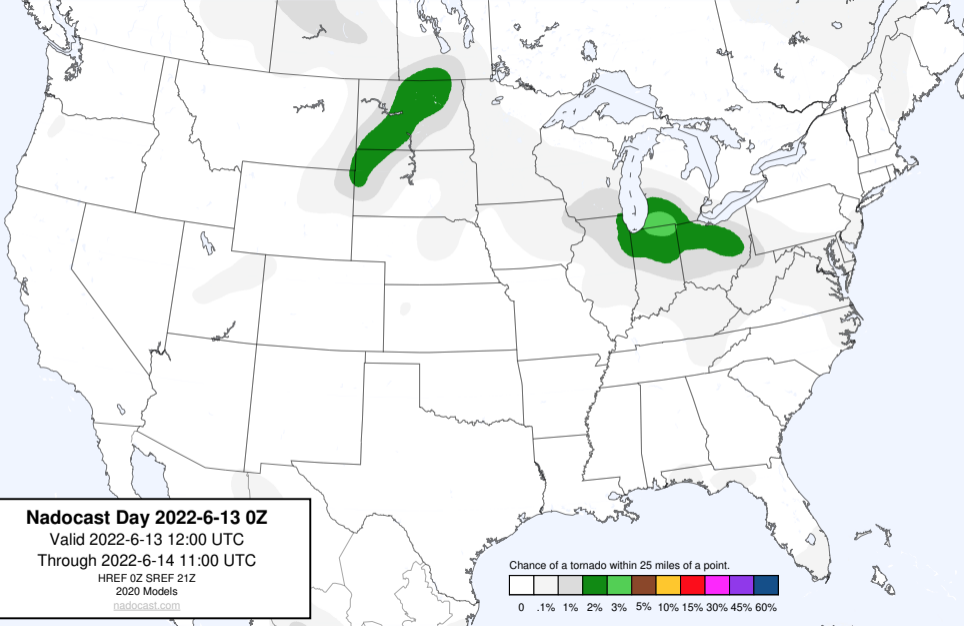 Nadocast Day 2022-6-13 0Z
Valid 2022-6-13 12:00 UTC
Through 2022-6-14 11:00 UTC
HREF 0Z SREF 21Z
2020 Models
nadocast.com
Chance of a tornado within 25 miles of a point.
0 .1% 1% 2% 3% 5% 10% 15% 30% 45% 60%